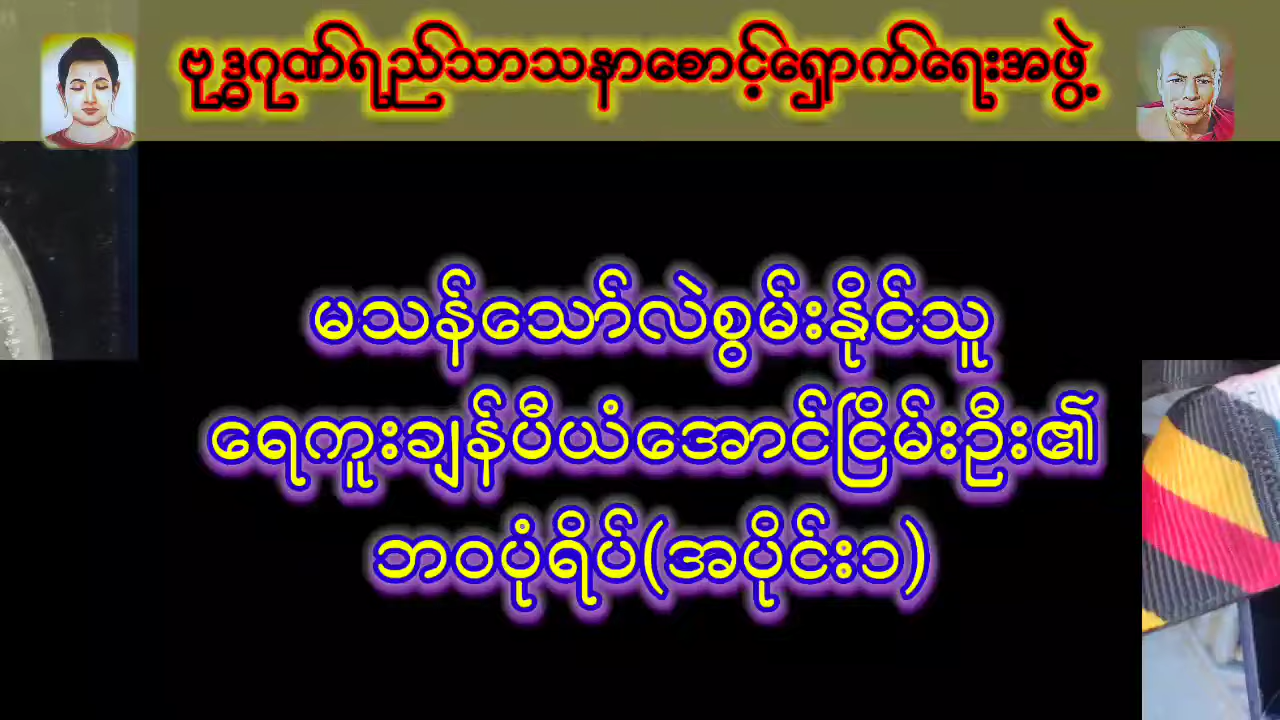 ဗုဒ္ဓဂုဏ်ရည်သာသနာစောင့်ရှောက်ရေးအဖွဲ့
မသန်သော်လဲစွမ်းနိုင်သူ
ရေကူးချန်ပီယံအောင်ငြိမ်းဦး၏
ဘဝပုံရိပ်(အပိုင်း၁)